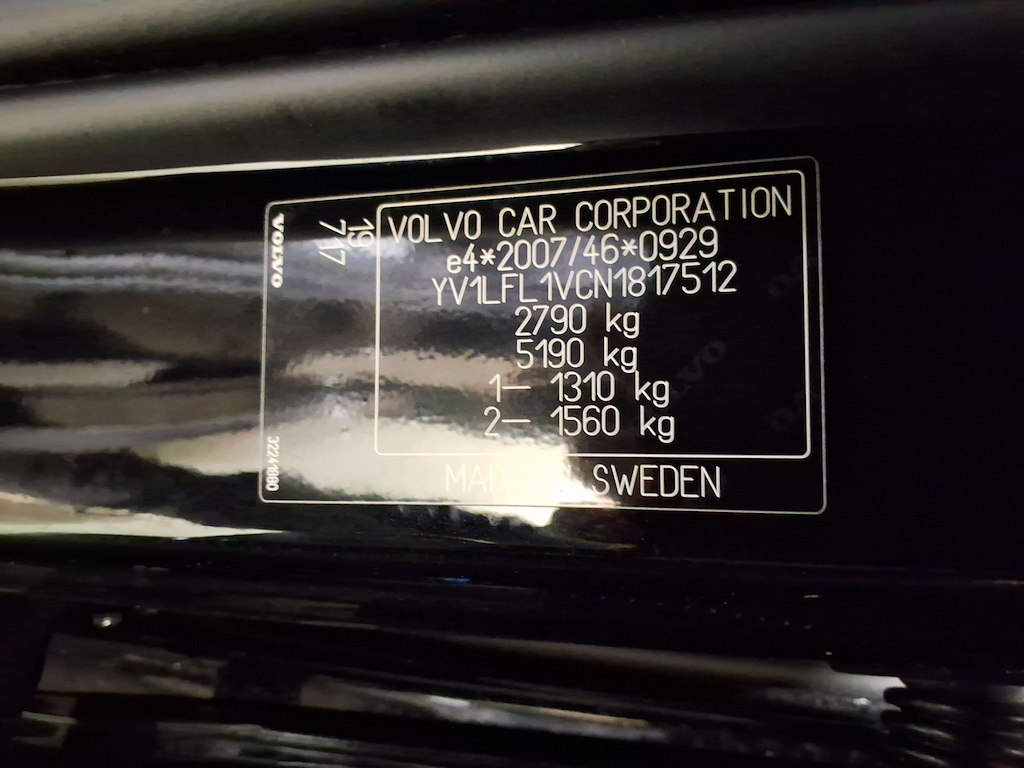 VOLVO
19
717
VOLVO CAR CORPORATION
e4*2007/46*0929
YV1LFL1VCN1817512
2790 kg
5190 kg
1– 1310 kg
2– 1560 kg
32241880
SWEDEN